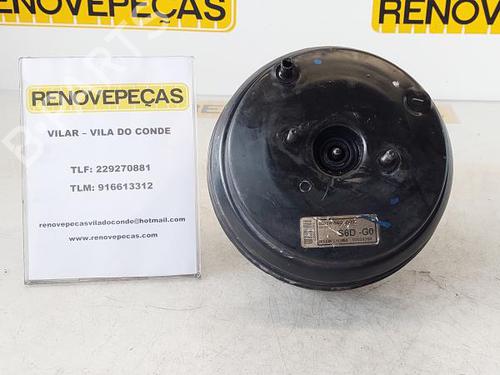 RENOVEPEÇAS
RENOVEPEÇAS
RENOVEPEÇAS
VILAR – VILA DO CONDE
TLF: 229270881
TLM: 916613312
renovepecasviladoconde@hotmail.com
www.renovepecas.com
S6D -G0